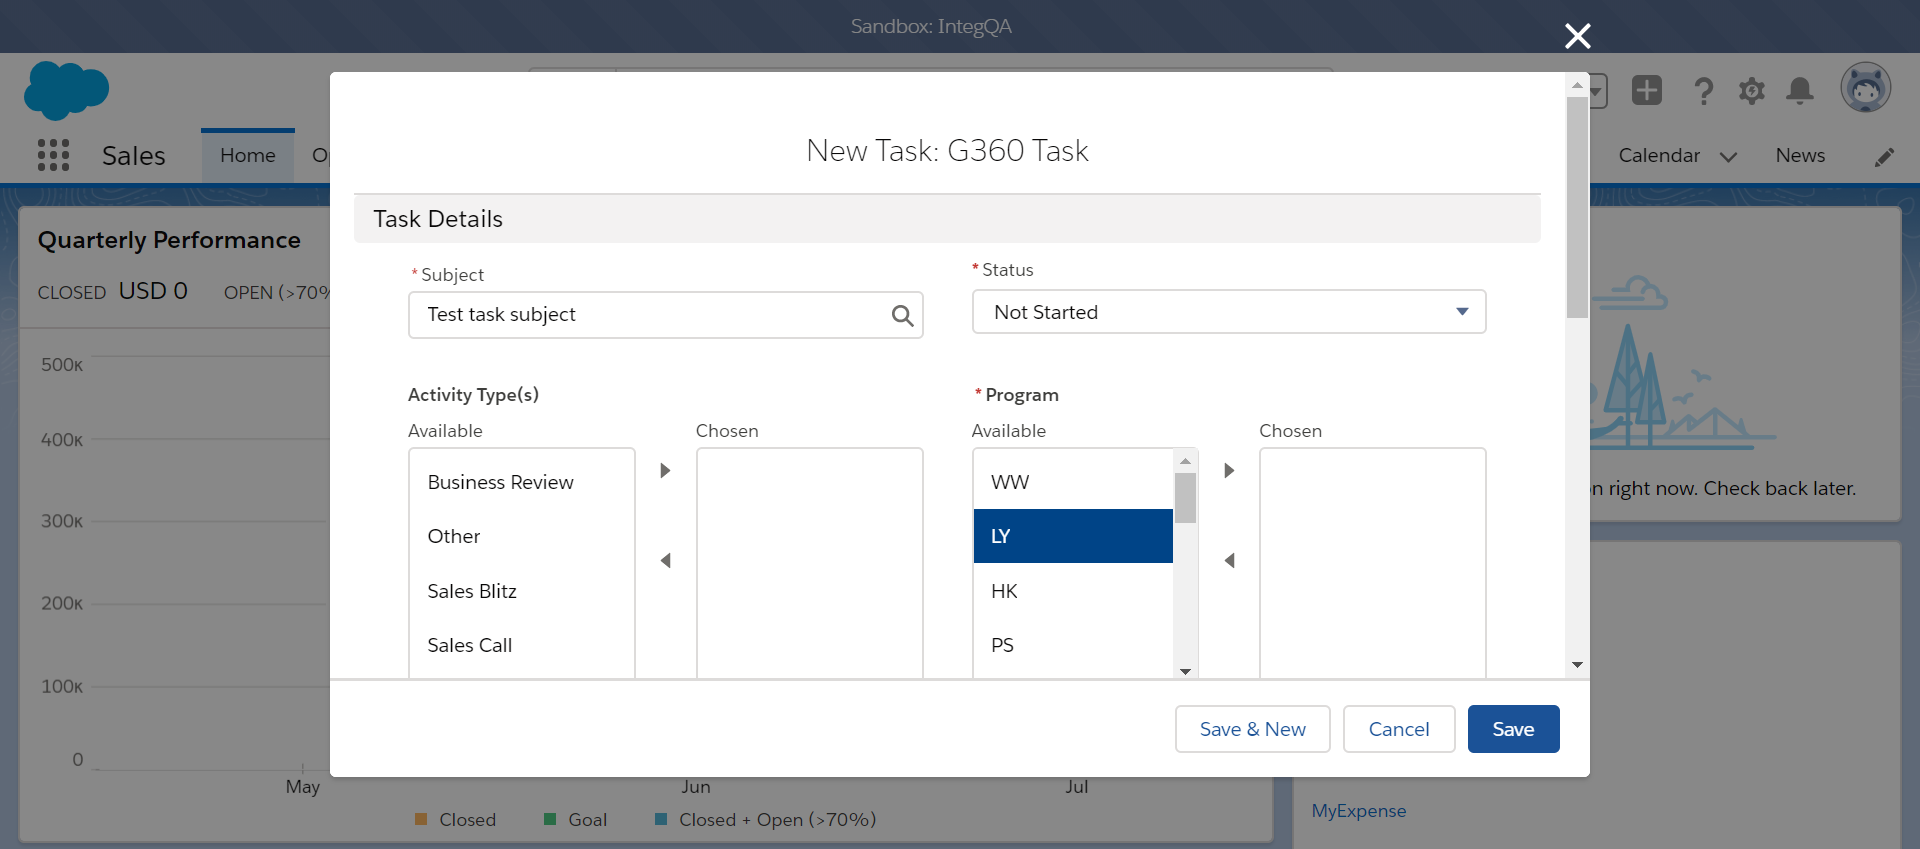 Sandbox: IntegQA
Sales
Home
Calendar
News
New Task: G360 Task
Task Details
Quarterly Performance
CLOSED USD 0 OPEN (>70%
* Subject
Test task subject
* Status
Not Started
Activity Type(s)
Available
Chosen
Business Review
Other
Sales Blitz
Sales Call
* Program
Available
Chosen
WW
LY
HK
PS
Save & New
Cancel
Save
500K
400K
300K
200K
100K
0
May
Jun
Jul
Closed
Goal
Closed + Open (>70%)
right now. Check back later.
MyExpense